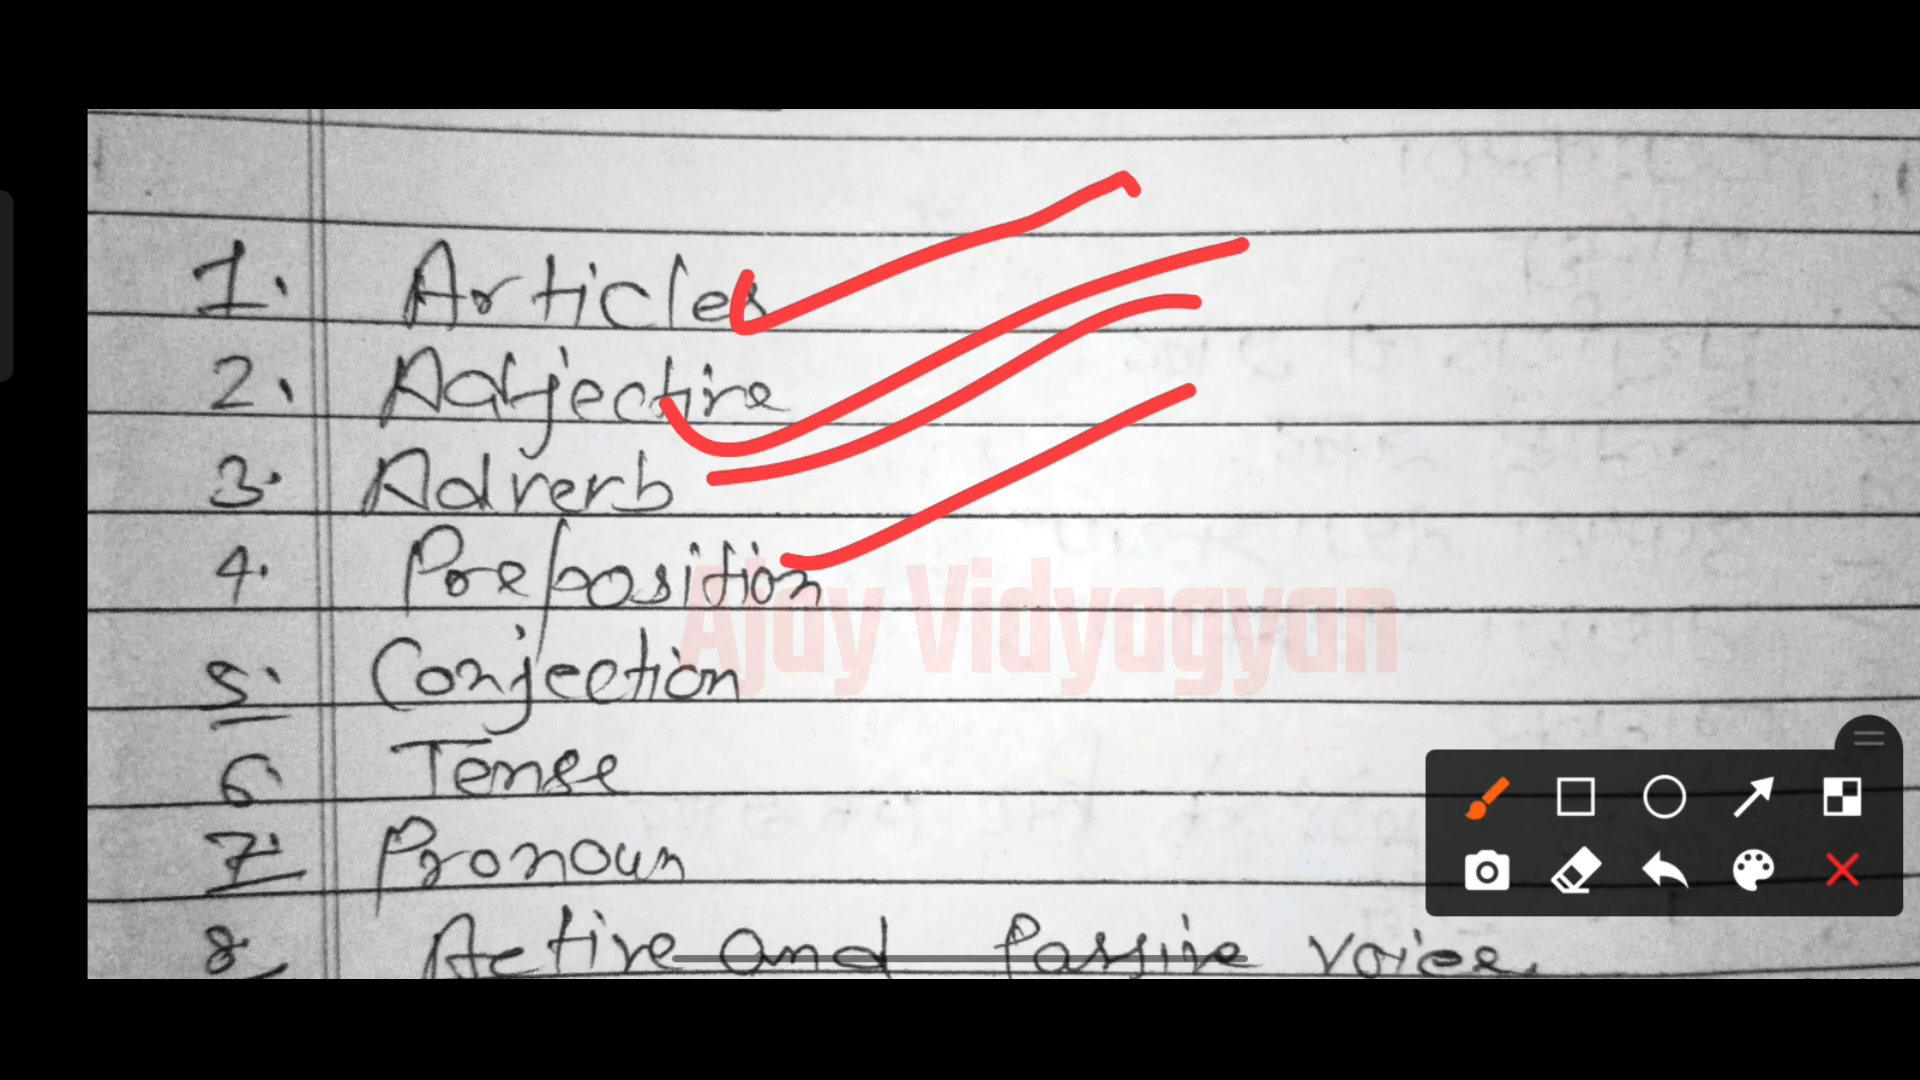 1. Articles
2. Adjective
3. Adverb
4. Preposition
Ajay Vidyagyan
5. Conjection
6 Tense
7. Pronoun
8 Active and Passive voice